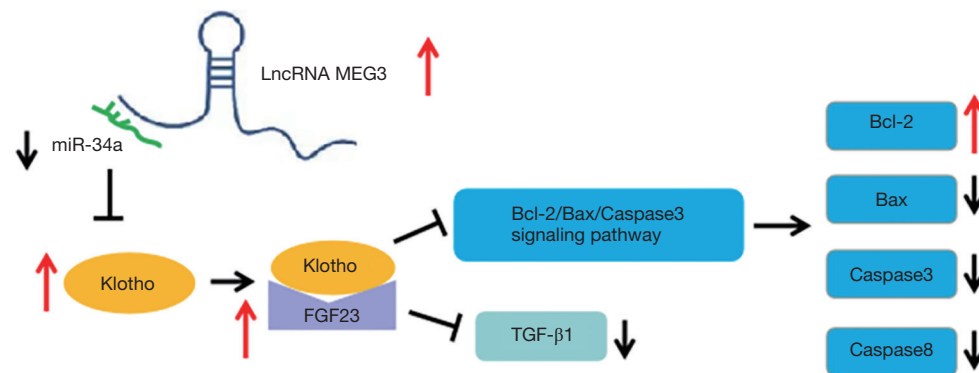 LncRNA MEG3
miR-34a
Klotho
Klotho
FGF23
Bcl-2/Bax/Caspase3
signaling pathway
TGF-β1
Bcl-2
Bax
Caspase3
Caspase8